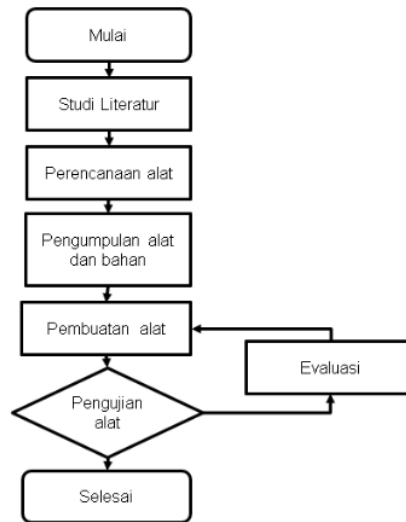 Mulai
Studi Literatur
Perencanaan alat
Pengumpulan alat
dan bahan
Pembuatan alat
Evaluasi
Pengujian
alat
Selesai